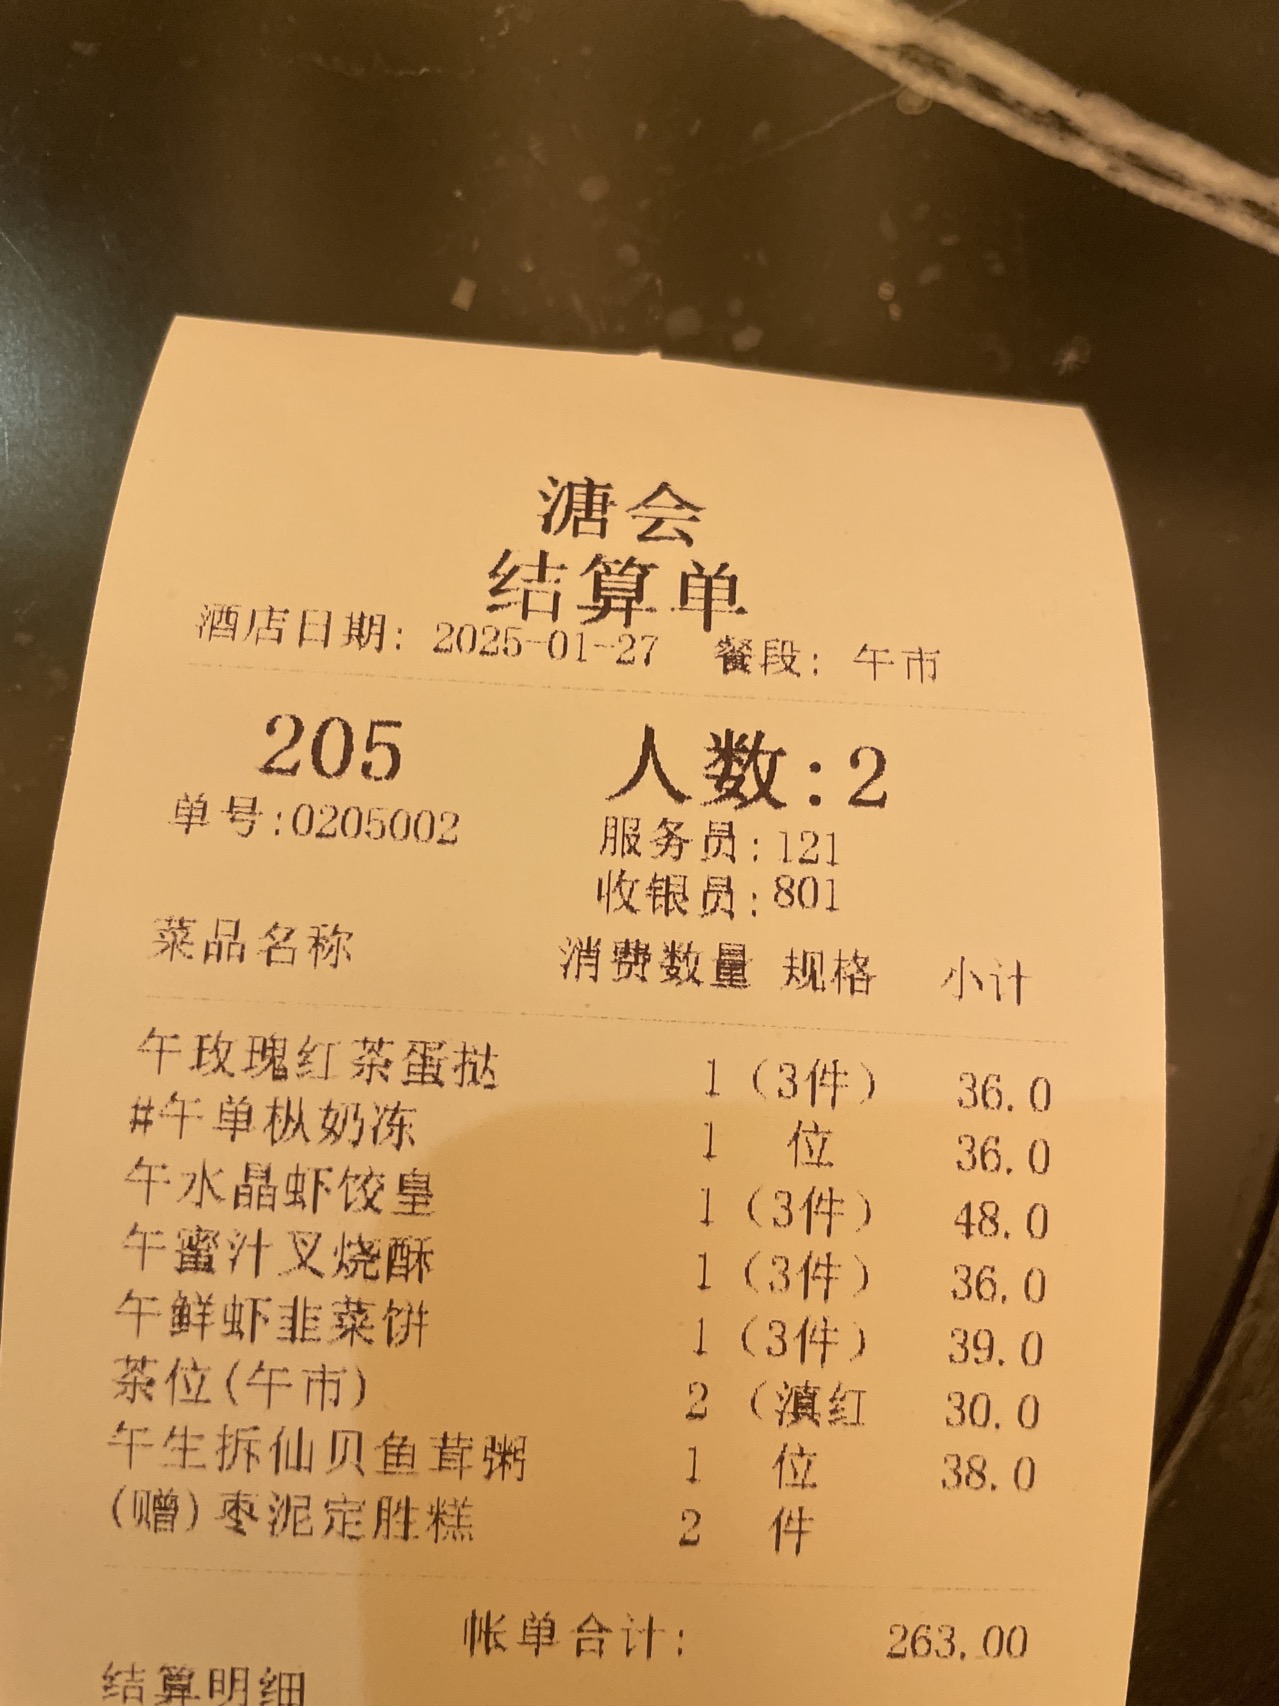 溏会
结算单
酒店日期: 2025-01-27 餐段: 午市
205 人数:2
单号:0205002 服务员:121
收银员:801
菜品名称 消费数量 规格 小计
午玫瑰红茶蛋挞 1 (3件) 36.0
#午单枞奶冻 1 位 36.0
午水晶虾饺皇 1 (3件) 48.0
午蜜汁叉烧酥 1 (3件) 36.0
午鲜虾韭菜饼 1 (3件) 39.0
茶位(午市) 2 (滇红 30.0
午生拆仙贝鱼茸粥 1 位 38.0
(赠)枣泥定胜糕 2 件
帐单合计: 263.00
结算明细